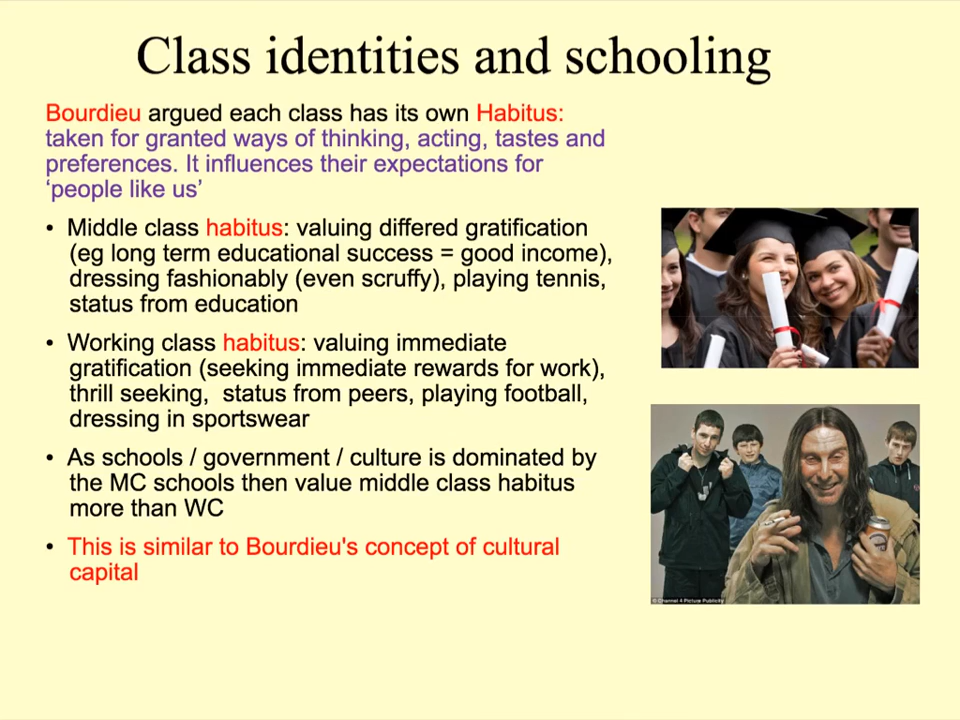 Class identities and schooling
Bourdieu argued each class has its own Habitus:
taken for granted ways of thinking, acting, tastes and
preferences. It influences their expectations for
‘people like us’
• Middle class habitus: valuing differed gratification
(eg long term educational success = good income),
dressing fashionably (even scruffy), playing tennis,
status from education
• Working class habitus: valuing immediate
gratification (seeking immediate rewards for work),
thrill seeking, status from peers, playing football,
dressing in sportswear
• As schools / government / culture is dominated by
the MC schools then value middle class habitus
more than WC
• This is similar to Bourdieu's concept of cultural
capital
© Channel 4 Picture Publicity